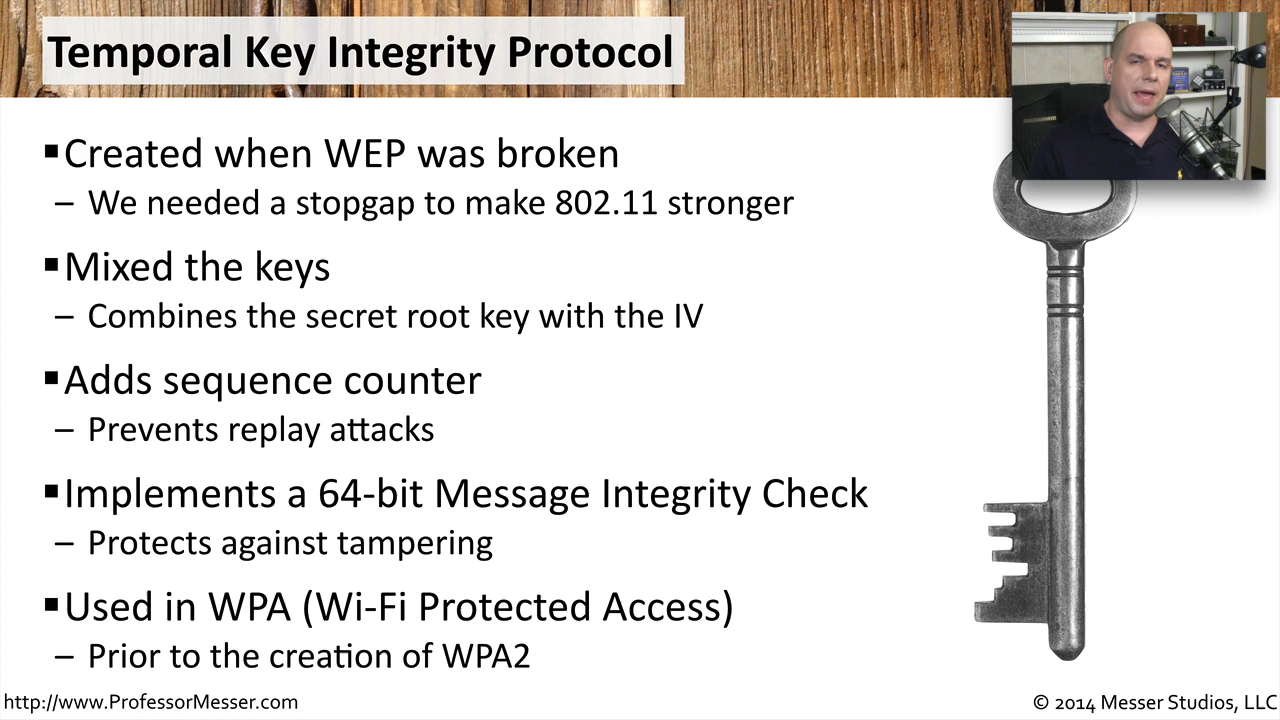 Temporal Key Integrity Protocol
▪Created when WEP was broken
– We needed a stopgap to make 802.11 stronger
▪Mixed the keys
– Combines the secret root key with the IV
▪Adds sequence counter
– Prevents replay attacks
▪Implements a 64-bit Message Integrity Check
– Protects against tampering
▪Used in WPA (Wi-Fi Protected Access)
– Prior to the creation of WPA2
http://www.ProfessorMesser.com
© 2014 Messer Studios, LLC